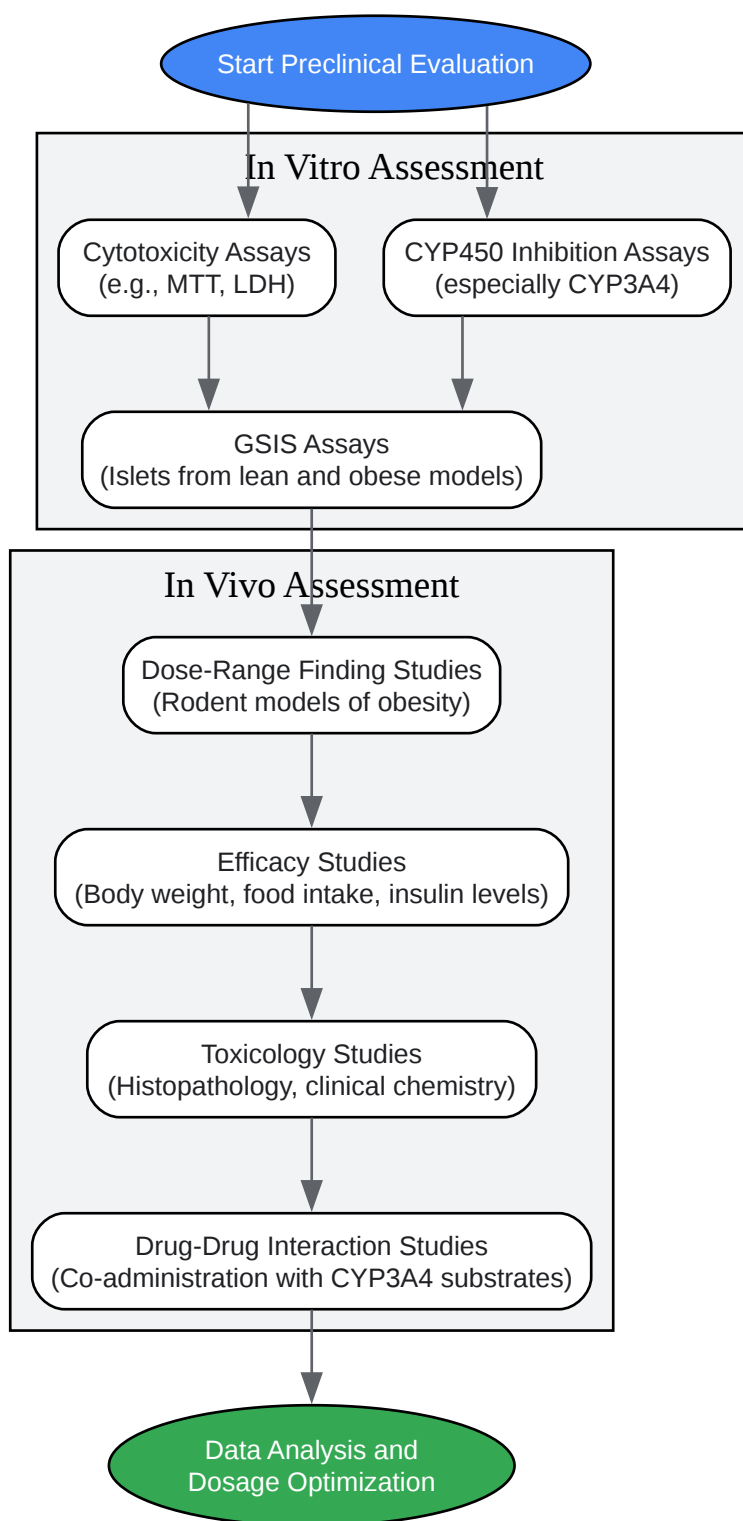 Start Preclinical Evaluation
In Vitro Assessment
Cytotoxicity Assays
(e.g., MTT, LDH)
CYP450 Inhibition Assays
(especially CYP3A4)
GSIS Assays
(Islets from lean and obese models)
In Vivo Assessment
Dose-Range Finding Studies
(Rodent models of obesity)
Efficacy Studies
(Body weight, food intake, insulin levels)
Toxicology Studies
(Histopathology, clinical chemistry)
Drug-Drug Interaction Studies
(Co-administration with CYP3A4 substrates)
Data Analysis and
Dosage Optimization